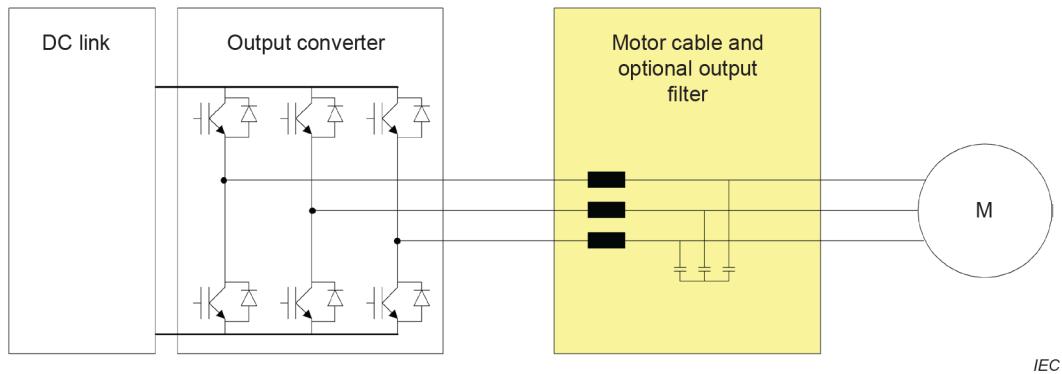 DC link
Output converter
Motor cable and
optional output
filter
M
IEC